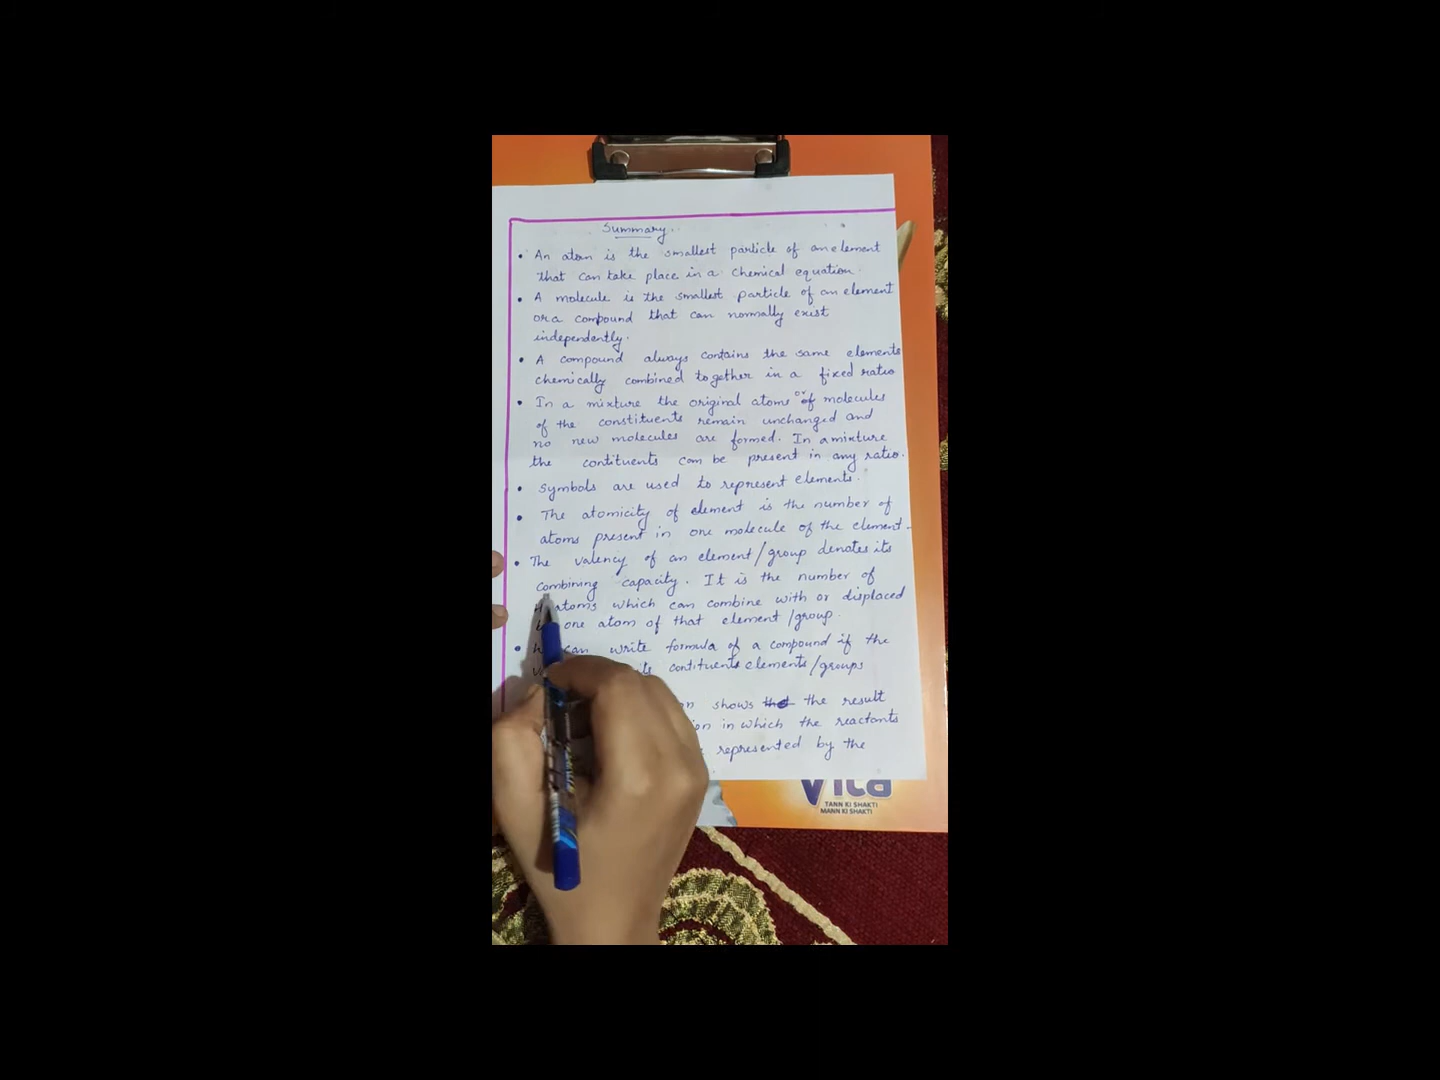 Summary.
• An atom is the smallest particle of an element
that can take place in a chemical equation.
• A molecule is the smallest particle of an element
or a compound that can normally exist
independently.
• A compound always contains the same elements
chemically combined together in a fixed ratio
• In a mixture the original atoms or of molecules
of the constituents remain unchanged and
no new molecules are formed. In a mixture
the contituents can be present in any ratio.
• Symbols are used to represent elements.
• The atomicity of element is the number of
atoms present in one molecule of the element.
• The valency of an element/group denates its
combining capacity. It is the number of
atoms which can combine with or displaced
one atom of that element/group.
• can write formula of a compound if the
its contituents elements/groups
shows the result
in which the reactants
represented by the
Vita
TANN KI SHAKTI
MANN KI SHAKTI